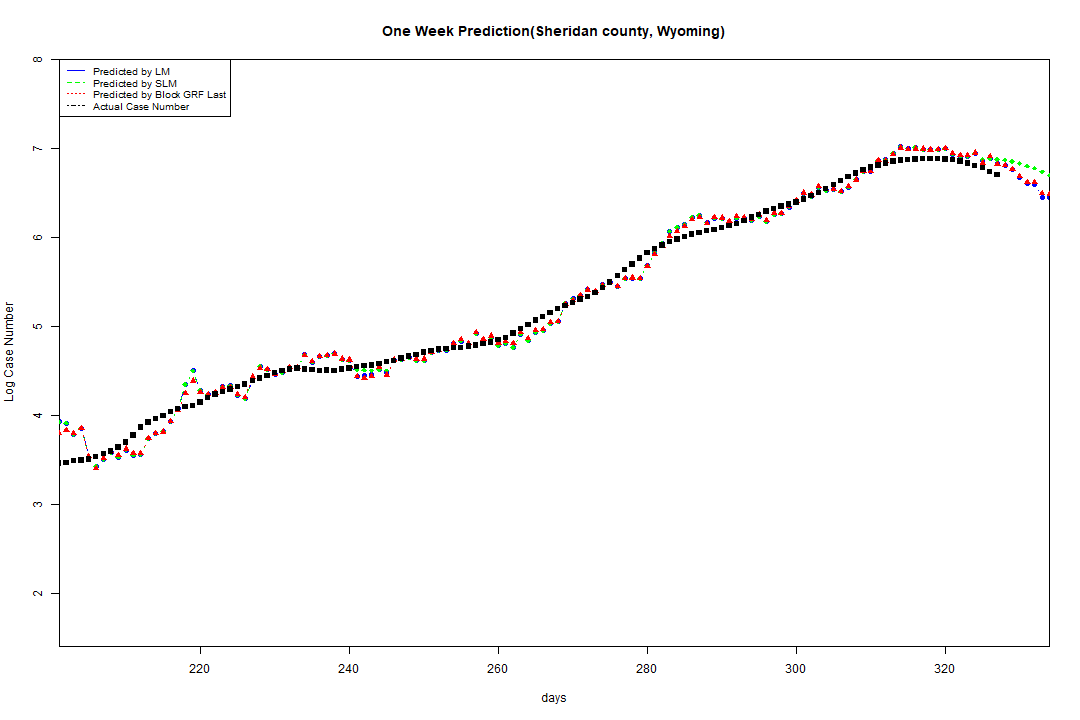 One Week Prediction(Sheridan county, Wyoming)
Predicted by LM
Predicted by SLM
Predicted by Block GRF Last
Actual Case Number
8
7
6
5
4
3
2
Log Case Number
220 240 260 280 300 320
days